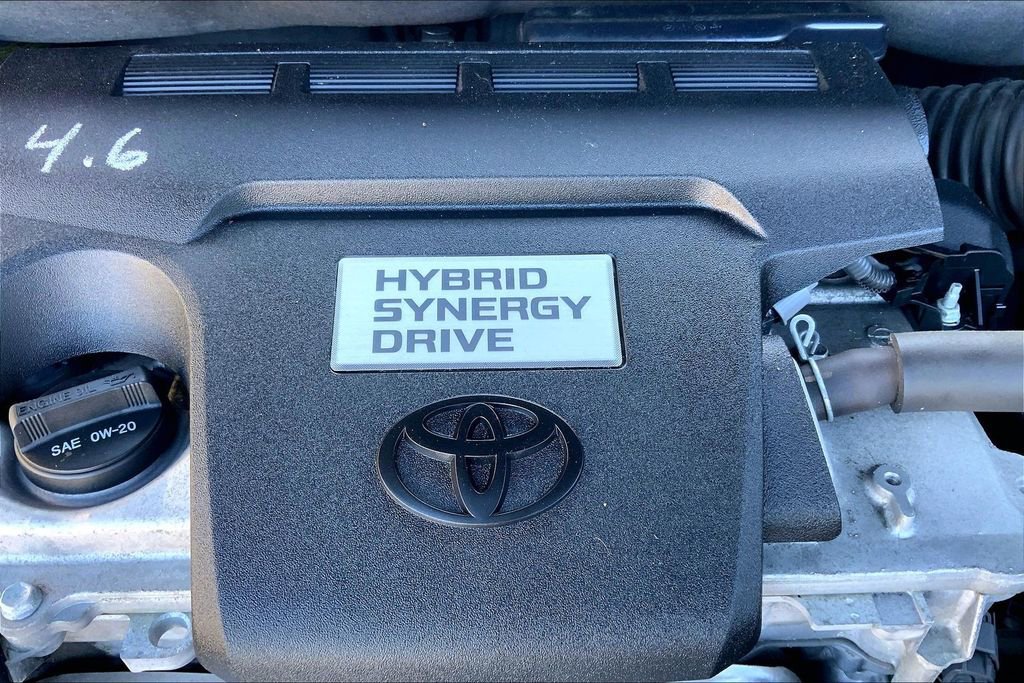 4.6
HYBRID
SYNERGY
DRIVE
ENGINE OIL
SAE 0W-20